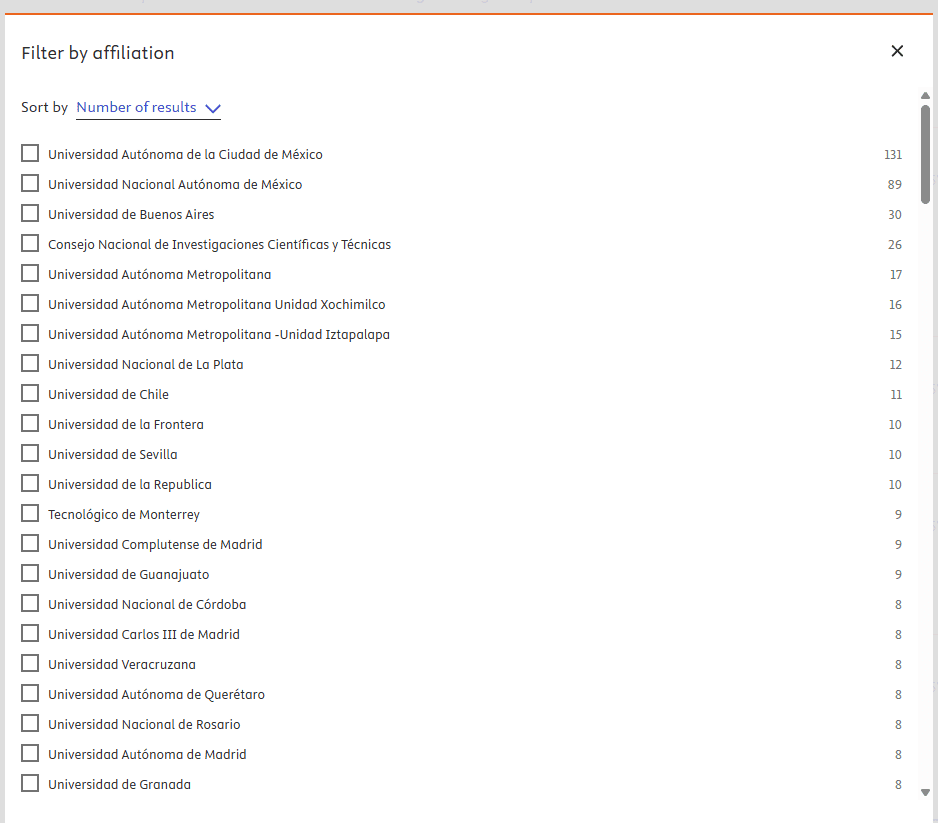 Filter by affiliation
Sort by Number of results
Universidad Autónoma de la Ciudad de México 131
Universidad Nacional Autónoma de México 89
Universidad de Buenos Aires 30
Consejo Nacional de Investigaciones Científicas y Técnicas 26
Universidad Autónoma Metropolitana 17
Universidad Autónoma Metropolitana Unidad Xochimilco 16
Universidad Autónoma Metropolitana -Unidad Iztapalapa 15
Universidad Nacional de La Plata 12
Universidad de Chile 11
Universidad de la Frontera 10
Universidad de Sevilla 10
Universidad de la Republica 10
Tecnológico de Monterrey 9
Universidad Complutense de Madrid 9
Universidad de Guanajuato 9
Universidad Nacional de Córdoba 8
Universidad Carlos III de Madrid 8
Universidad Veracruzana 8
Universidad Autónoma de Querétaro 8
Universidad Nacional de Rosario 8
Universidad Autónoma de Madrid 8
Universidad de Granada 8